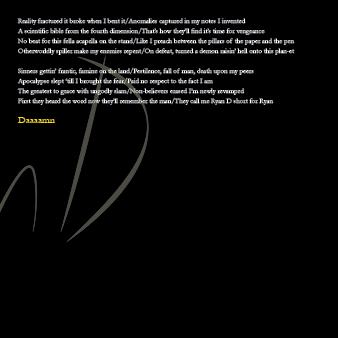 Reality fractured it broke when I bent it/Anomalies captured in my notes I invented
A scientific bible from the fourth dimension/That's how they'll find it's time for vengeance
No beat for this fella acapella on the stand/Like I preach between the pillars of the paper and the pen
Otherworldly spiller make my enemies repent/On defeat, turned a demon raisin' hell onto this plan-et
Sinners gettin' frantic, famine on the land/Pestilence, fall of man, death upon my peers
Apocalypse slept 'till I brought the fear/Paid no respect to the fact I am
The greatest to grace with ungodly slam/Non-believers erased I'm newly revamped
First they heard the word now they'll remember the man/They call me Ryan D short for Ryan
Daaaamn